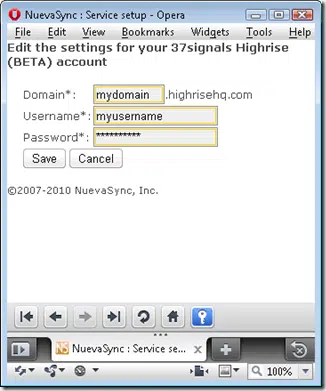 NuevaSync : Service setup - Opera
File Edit View Bookmarks Widgets Tools Help
Edit the settings for your 37signals Highrise
(BETA) account
Domain*: mydomain .highrisehq.com
Username*: myusername
Password*: **********
Save Cancel
©2007-2010 NuevaSync, Inc.
NuevaSync : Service se...
100%